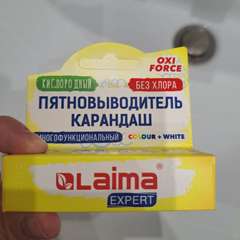 OXI
FORCE
КИСЛОРОДНЫЙ
БЕЗ ХЛОРА
ПЯТНОВЫВОДИТЕЛЬ
КАРАНДАШ
МНОГОФУНКЦИОНАЛЬНЫЙ
COLOUR + WHITE
Laima
EXPERT